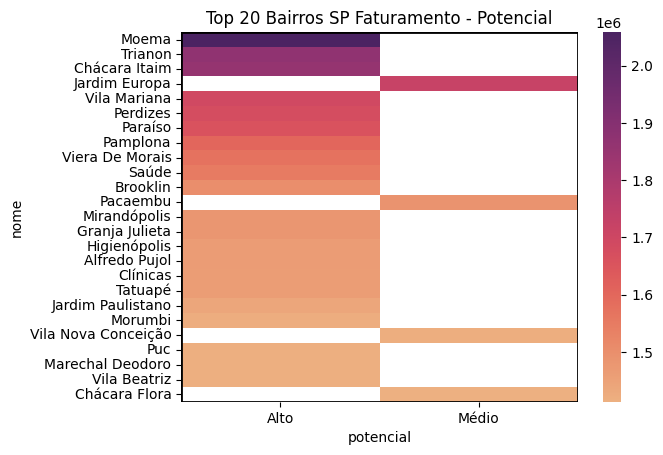 Top 20 Bairros SP Faturamento - Potencial
1e6
Moema
Trianon
Chácara Itaim
Jardim Europa
Vila Mariana
Perdizes
Paraíso
Pamplona
Viera De Morais
Saúde
Brooklin
Pacaembu
Mirandópolis
Granja Julieta
Higienópolis
Alfredo Pujol
Clínicas
Tatuapé
Jardim Paulistano
Morumbi
Vila Nova Conceição
Puc
Marechal Deodoro
Vila Beatriz
Chácara Flora
nome
Alto
Médio
potencial
2.0
1.9
1.8
1.7
1.6
1.5